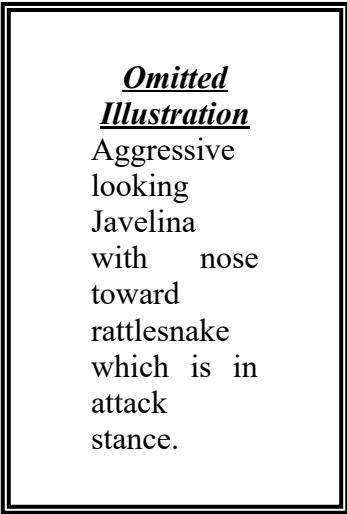 Omitted
Illustration
Aggressive
looking
Javelina
with nose
toward
rattlesnake
which is in
attack
stance.